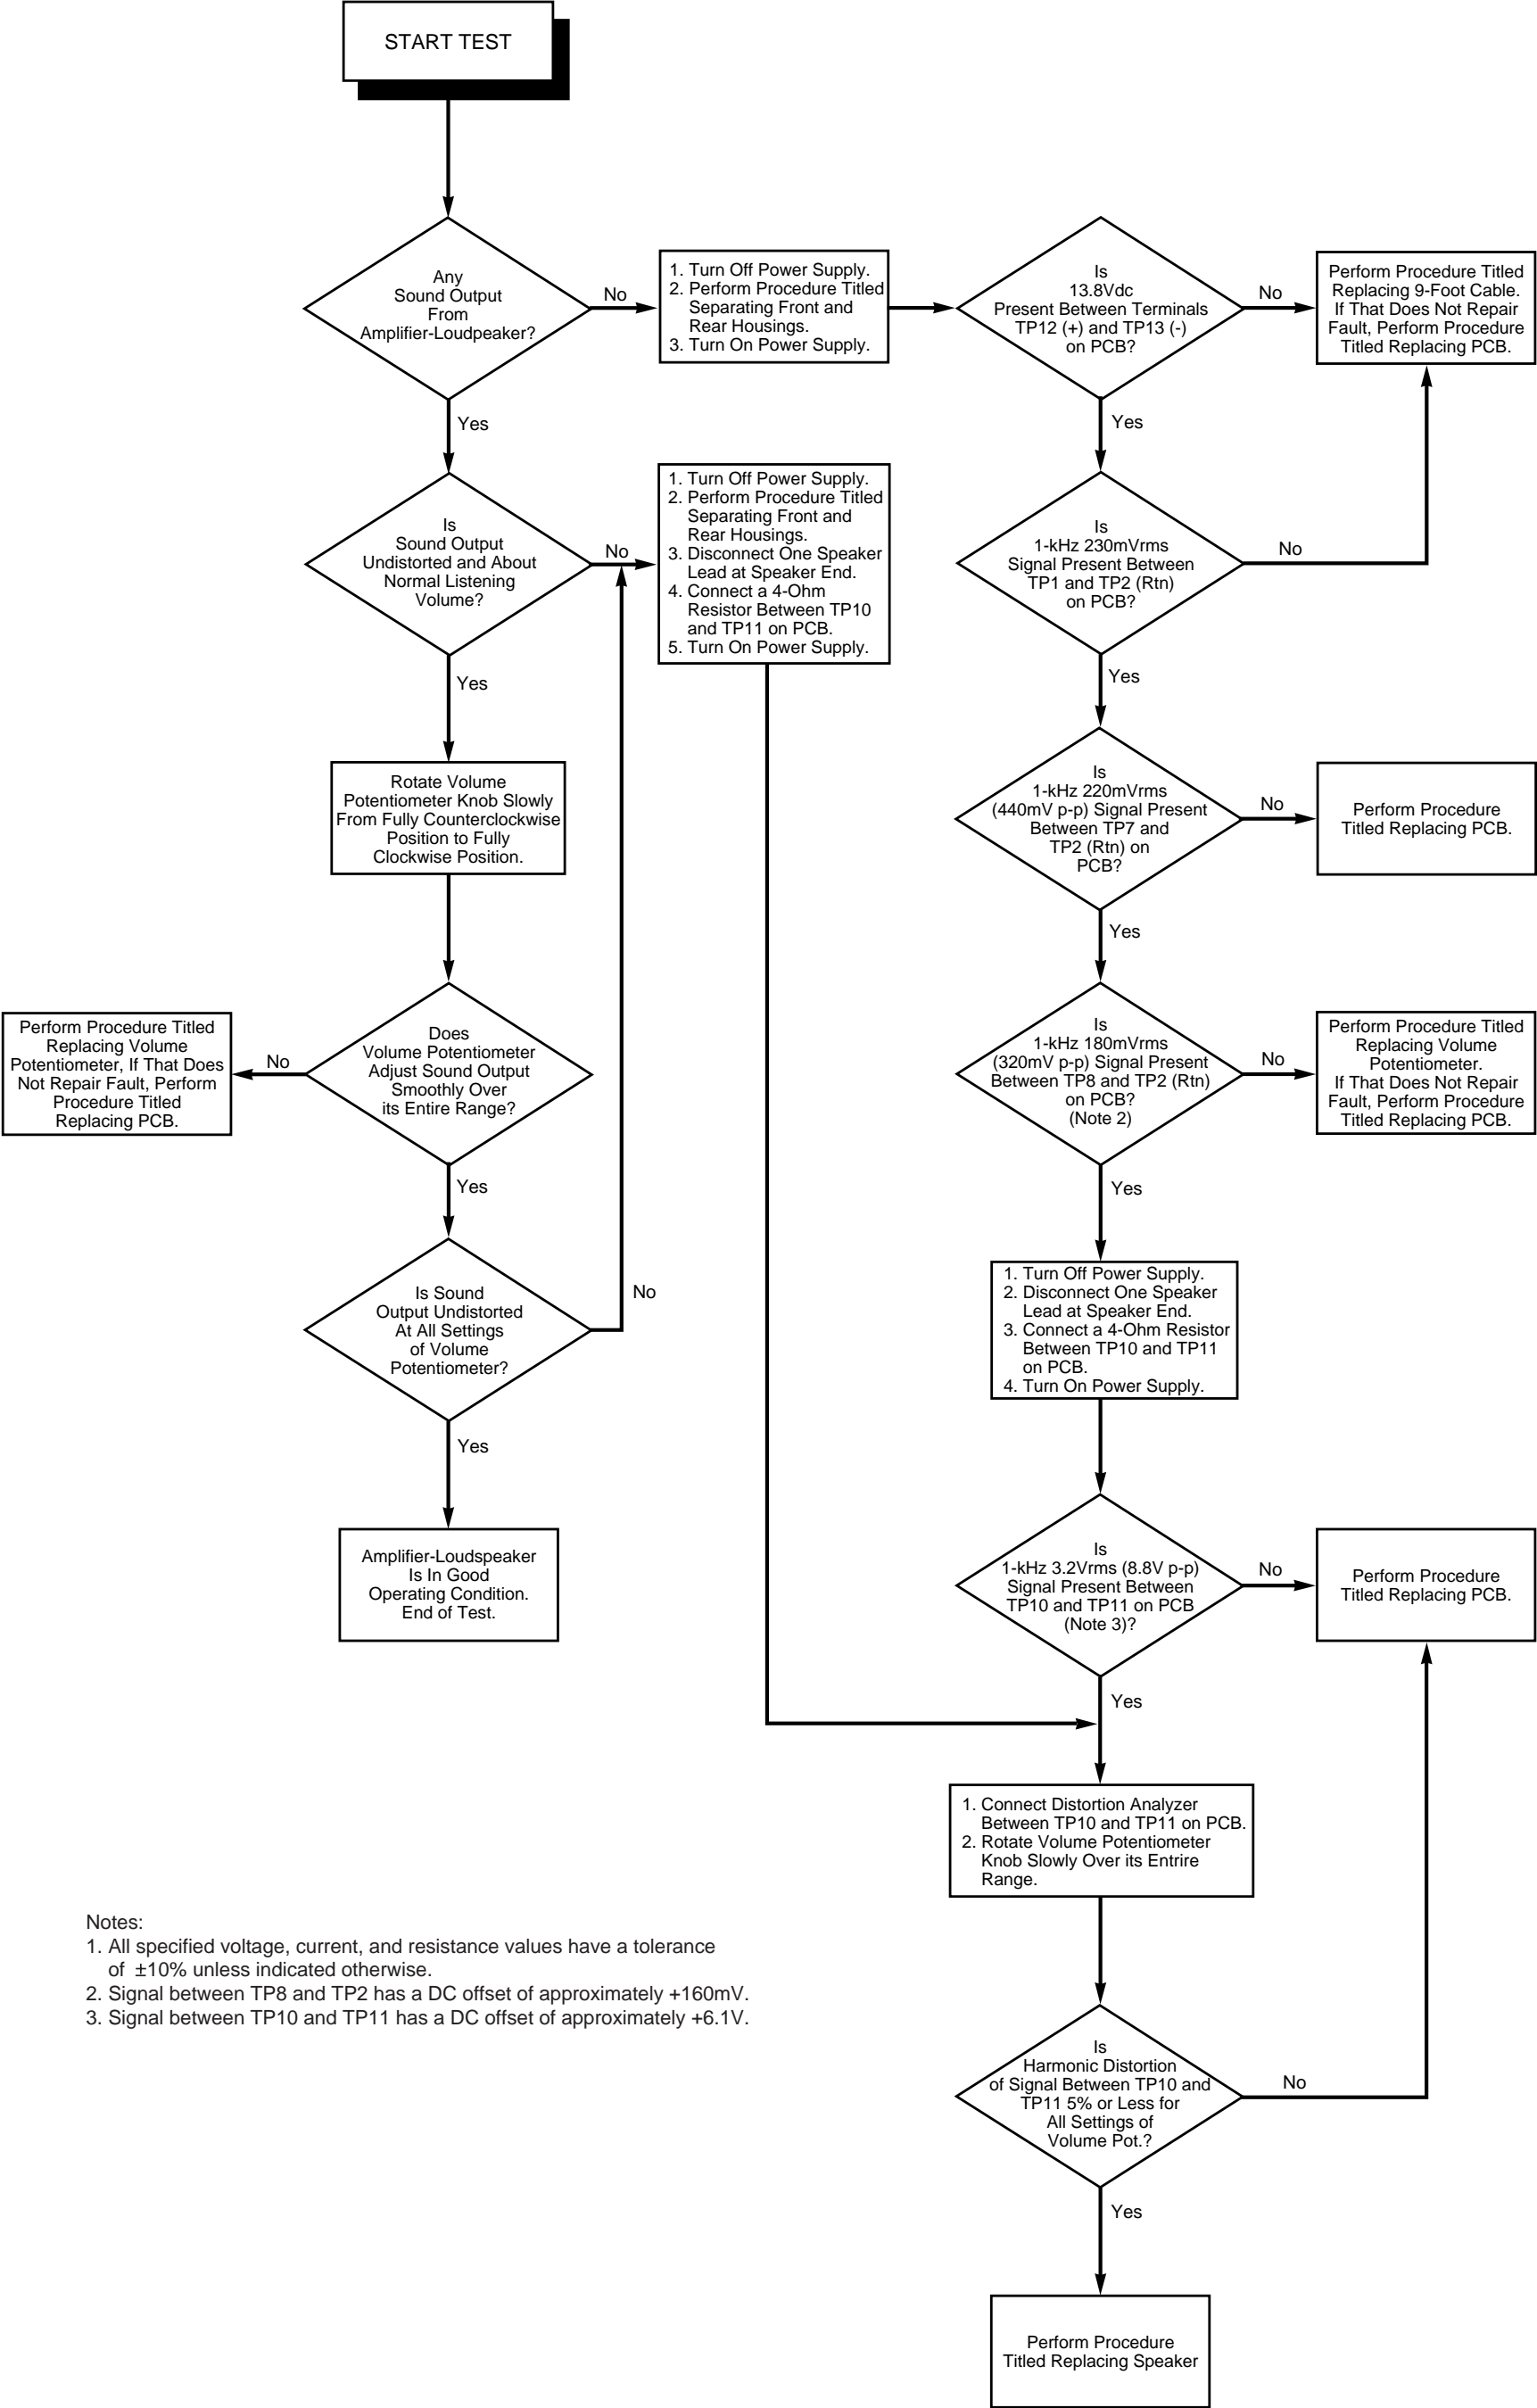 START TEST
Any
Sound Output
From
Amplifier-Loudpeaker?
No
1. Turn Off Power Supply.
2. Perform Procedure Titled
Separating Front and
Rear Housings.
3. Turn On Power Supply.
Is
13.8Vdc
Present Between Terminals
TP12 (+) and TP13 (-)
on PCB?
No
Perform Procedure Titled
Replacing 9-Foot Cable.
If That Does Not Repair
Fault, Perform Procedure
Titled Replacing PCB.
Yes
Yes
Is
Sound Output
Undistorted and About
Normal Listening
Volume?
No
1. Turn Off Power Supply.
2. Perform Procedure Titled
Separating Front and
Rear Housings.
3. Disconnect One Speaker
Lead at Speaker End.
4. Connect a 4-Ohm
Resistor Between TP10
and TP11 on PCB.
5. Turn On Power Supply.
Is
1-kHz 230mVrms
Signal Present Between
TP1 and TP2 (Rtn)
on PCB?
No
Yes
Yes
Rotate Volume
Potentiometer Knob Slowly
From Fully Counterclockwise
Position to Fully
Clockwise Position.
Is
1-kHz 220mVrms
(440mV p-p) Signal Present
Between TP7 and
TP2 (Rtn) on
PCB?
No
Perform Procedure
Titled Replacing PCB.
Yes
Perform Procedure Titled
Replacing Volume
Potentiometer, If That Does
Not Repair Fault, Perform
Procedure Titled
Replacing PCB.
No
Does
Volume Potentiometer
Adjust Sound Output
Smoothly Over
its Entire Range?
Is
1-kHz 180mVrms
(320mV p-p) Signal Present
Between TP8 and TP2 (Rtn)
on PCB?
(Note 2)
No
Perform Procedure Titled
Replacing Volume
Potentiometer.
If That Does Not Repair
Fault, Perform Procedure
Titled Replacing PCB.
Yes
Yes
Is Sound
Output Undistorted
At All Settings
of Volume
Potentiometer?
No
1. Turn Off Power Supply.
2. Disconnect One Speaker
Lead at Speaker End.
3. Connect a 4-Ohm Resistor
Between TP10 and TP11
on PCB.
4. Turn On Power Supply.
Yes
Amplifier-Loudspeaker
Is In Good
Operating Condition.
End of Test.
Is
1-kHz 3.2Vrms (8.8V p-p)
Signal Present Between
TP10 and TP11 on PCB
(Note 3)?
No
Perform Procedure
Titled Replacing PCB.
Yes
1. Connect Distortion Analyzer
Between TP10 and TP11 on PCB.
2. Rotate Volume Potentiometer
Knob Slowly Over its Entrire
Range.
Notes:
1. All specified voltage, current, and resistance values have a tolerance
of ±10% unless indicated otherwise.
2. Signal between TP8 and TP2 has a DC offset of approximately +160mV.
3. Signal between TP10 and TP11 has a DC offset of approximately +6.1V.
Is
Harmonic Distortion
of Signal Between TP10 and
TP11 5% or Less for
All Settings of
Volume Pot.?
No
Yes
Perform Procedure
Titled Replacing Speaker